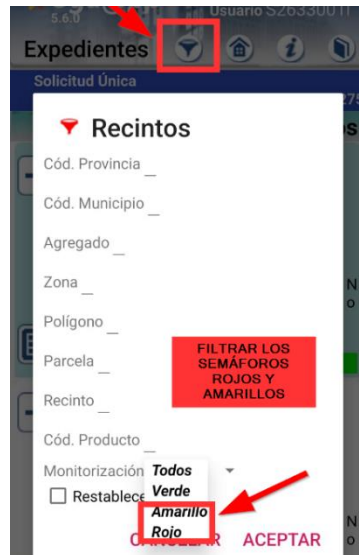 5.6.0
Usuario S2633001
Expedientes
Solicitud Única
Recintos
Cód. Provincia
Cód. Municipio
Agregado
Zona
Polígono
Parcela
FILTRAR LOS
SEMÁFOROS
ROJOS Y
AMARILLOS
Recinto
Cód. Producto
Monitorización
Todos
Verde
Amarillo
Rojo
Restablece
ACEPTAR